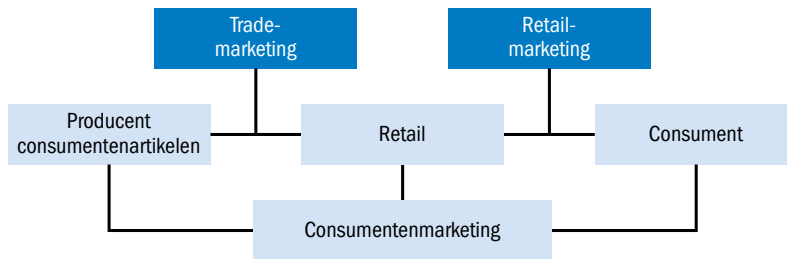 Trade-
marketing
Retail-
marketing
Producent
consumentenartikelen
Retail
Consument
Consumentenmarketing